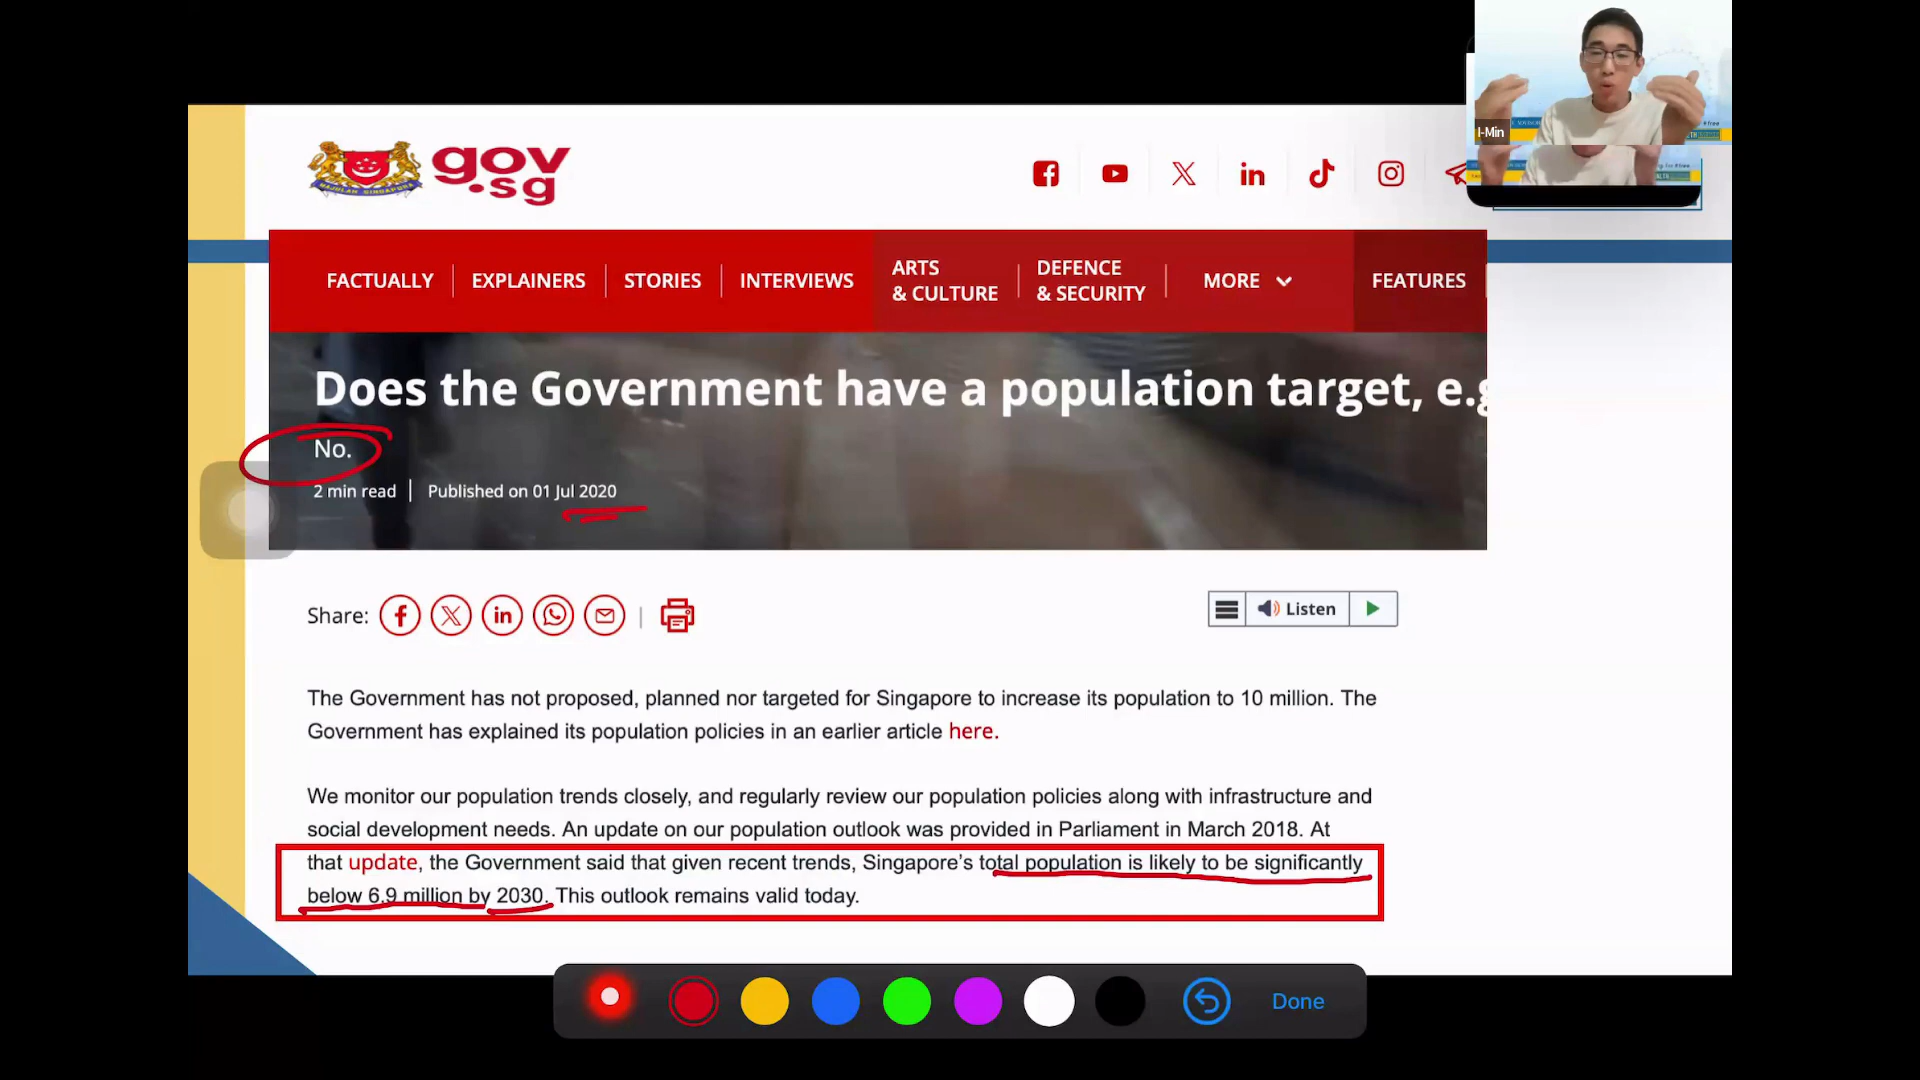 I-Min
MAJULAH SINGAPURA
gov
.sg
FACTUALLY
EXPLAINERS
STORIES
INTERVIEWS
ARTS
& CULTURE
DEFENCE
& SECURITY
MORE
FEATURES
Does the Government have a population target, e.g
No.
2 min read
Published on 01 Jul 2020
Share:
Listen
The Government has not proposed, planned nor targeted for Singapore to increase its population to 10 million. The
Government has explained its population policies in an earlier article here.
We monitor our population trends closely, and regularly review our population policies along with infrastructure and
social development needs. An update on our population outlook was provided in Parliament in March 2018. At
that update, the Government said that given recent trends, Singapore's total population is likely to be significantly
below 6.9 million by 2030. This outlook remains valid today.
Done